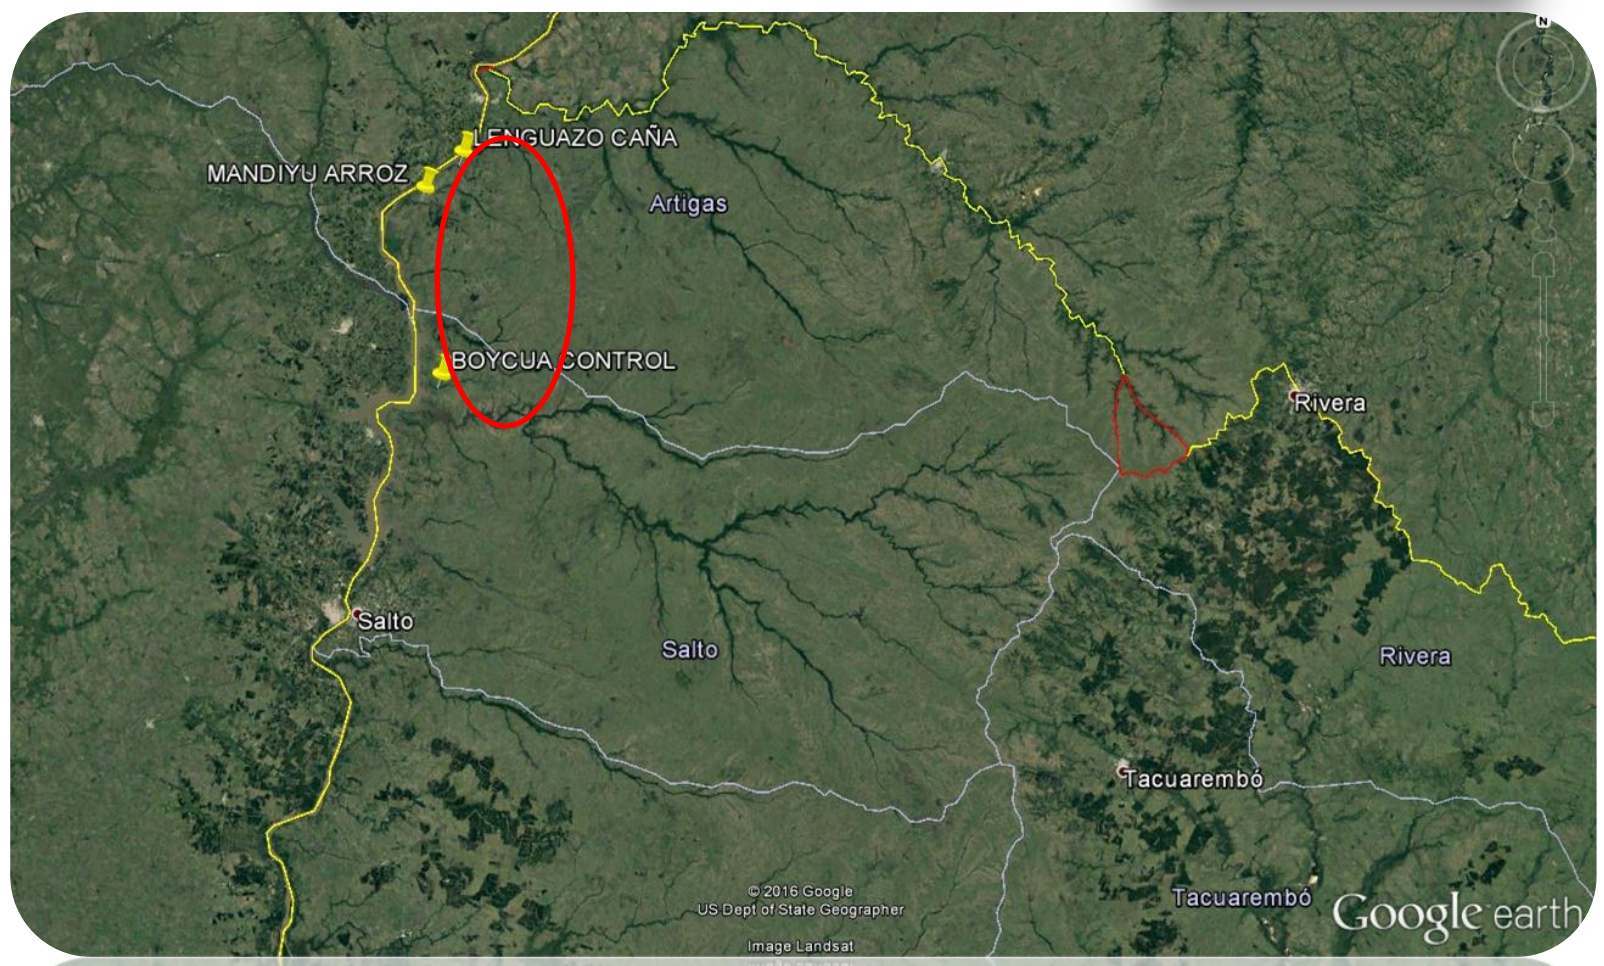 N
LENGUAZO CAÑA
MANDIYU ARROZ
Artigas
BOYCUA CONTROL
Rivera
Salto
Salto
Rivera
Tacuarembó
© 2016 Google
US Dept of State Geographer
Tacuarembó
Google earth
Image Landsat